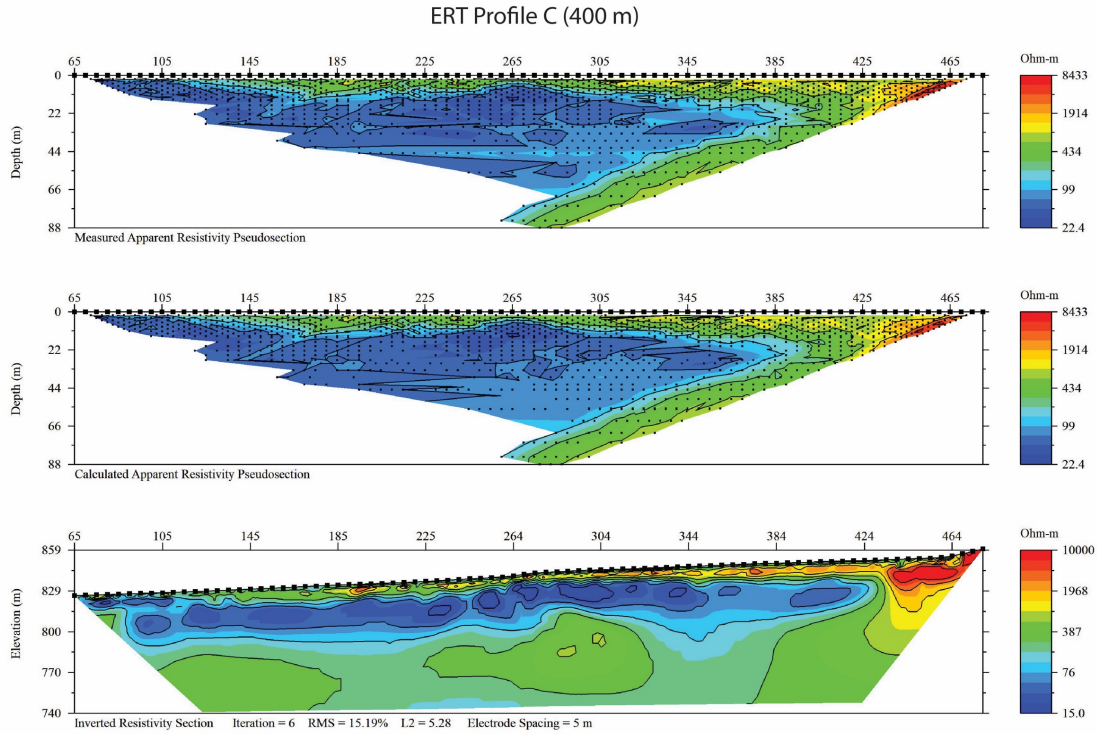 ERT Profile C (400 m)
65 105 145 185 225 265 305 345 385 425 465
Ohm-m
Depth (m)
0
22
44
66
88
8433
1914
434
99
22.4
Measured Apparent Resistivity Pseudosection
65 105 145 185 225 265 305 345 385 425 465
Ohm-m
Depth (m)
0
22
44
66
88
8433
1914
434
99
22.4
Calculated Apparent Resistivity Pseudosection
65 105 145 185 225 264 304 344 384 424 464
Ohm-m
Elevation (m)
859
829
800
770
740
10000
1968
387
76
15.0
Inverted Resistivity Section Iteration = 6 RMS = 15.19% L2 = 5.28 Electrode Spacing = 5 m